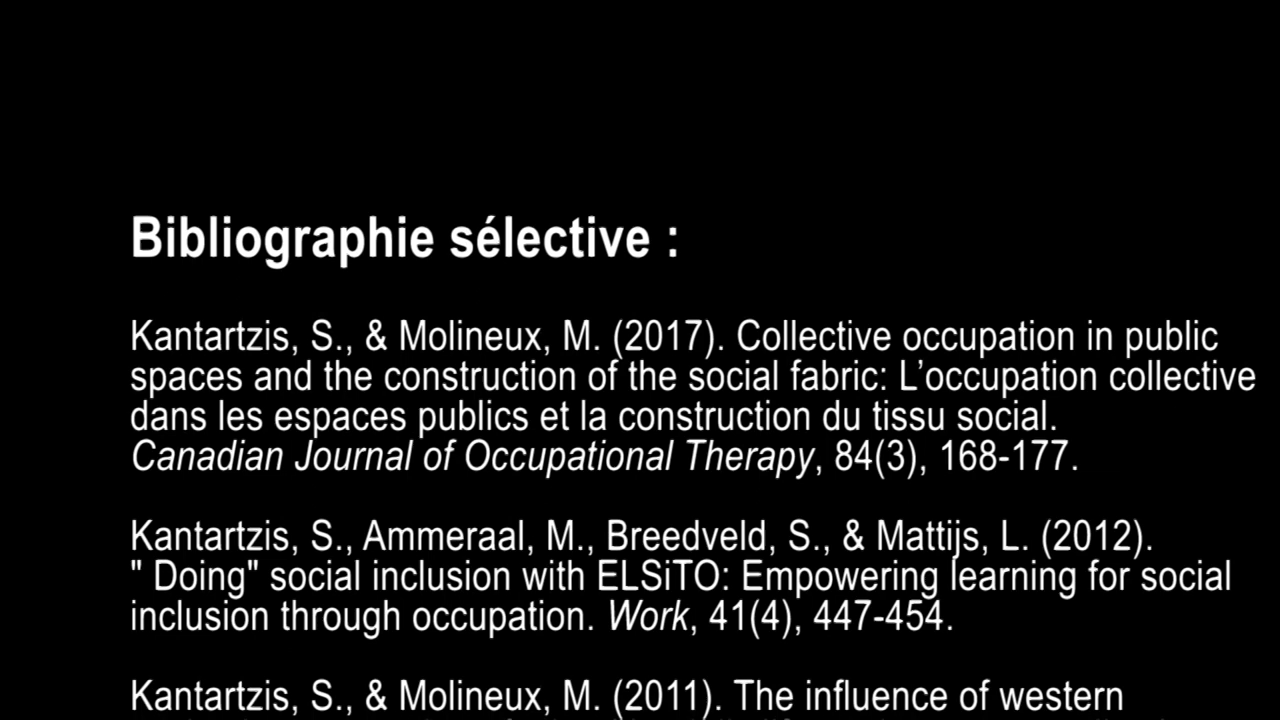 Bibliographie sélective :
Kantartzis, S., & Molineux, M. (2017). Collective occupation in public
spaces and the construction of the social fabric: L’occupation collective
dans les espaces publics et la construction du tissu social.
Canadian Journal of Occupational Therapy, 84(3), 168-177.
Kantartzis, S., Ammeraal, M., Breedveld, S., & Mattijs, L. (2012).
" Doing" social inclusion with ELSiTO: Empowering learning for social
inclusion through occupation. Work, 41(4), 447-454.
Kantartzis, S., & Molineux, M. (2011). The influence of western